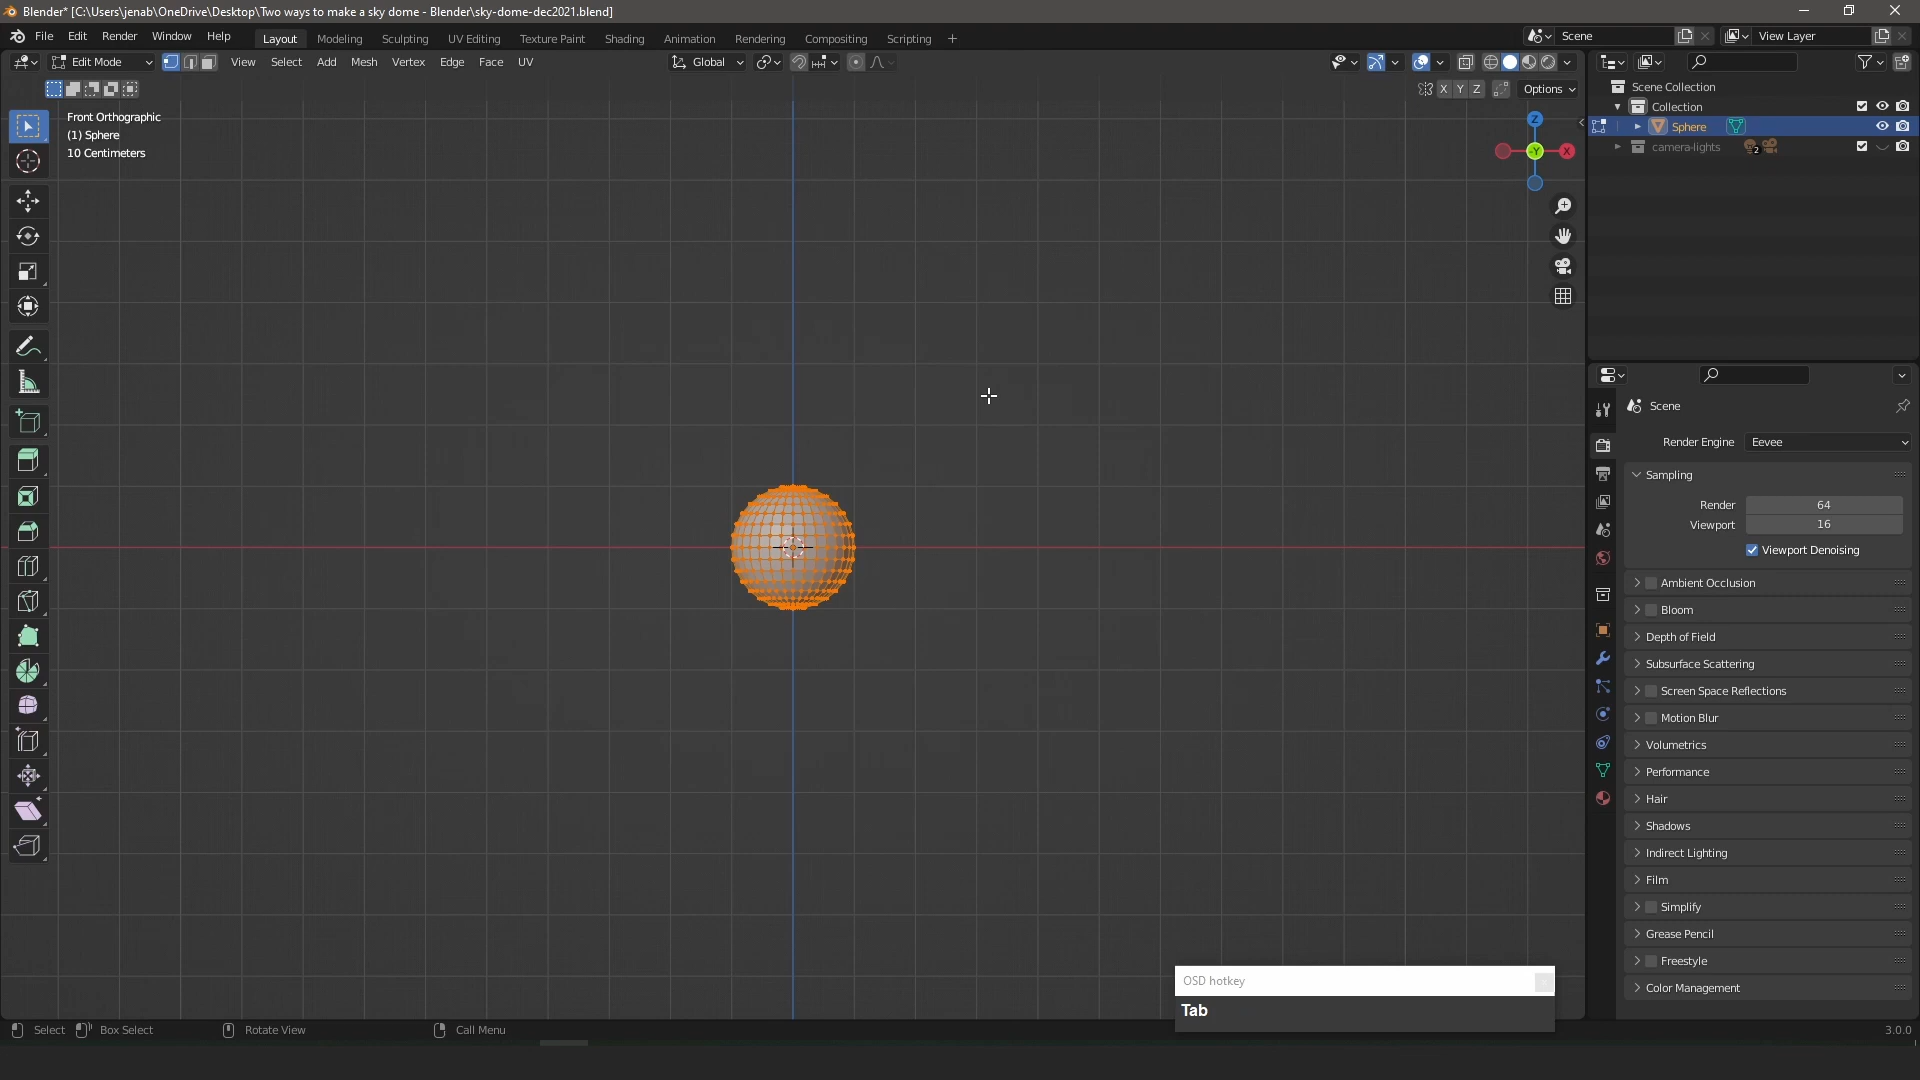 Blender* [C:\Users\jenab\OneDrive\Desktop\Two ways to make a sky dome - Blender\sky-dome-dec2021.blend]
File Edit Render Window Help Layout Modeling Sculpting UV Editing Texture Paint Shading Animation Rendering Compositing Scripting + Scene View Layer
Edit Mode View Select Add Mesh Vertex Edge Face UV Global
X Y Z Options
Front Orthographic
(1) Sphere
10 Centimeters
Z
-Y X
Scene Collection
Collection
Sphere
camera-lights 2
Scene
Render Engine Eevee
Sampling
Render 64
Viewport 16
Viewport Denoising
Ambient Occlusion
Bloom
Depth of Field
Subsurface Scattering
Screen Space Reflections
Motion Blur
Volumetrics
Performance
Hair
Shadows
Indirect Lighting
Film
Simplify
Grease Pencil
Freestyle
Color Management
OSD hotkey
Tab
Select Box Select Rotate View Call Menu 3.0.0